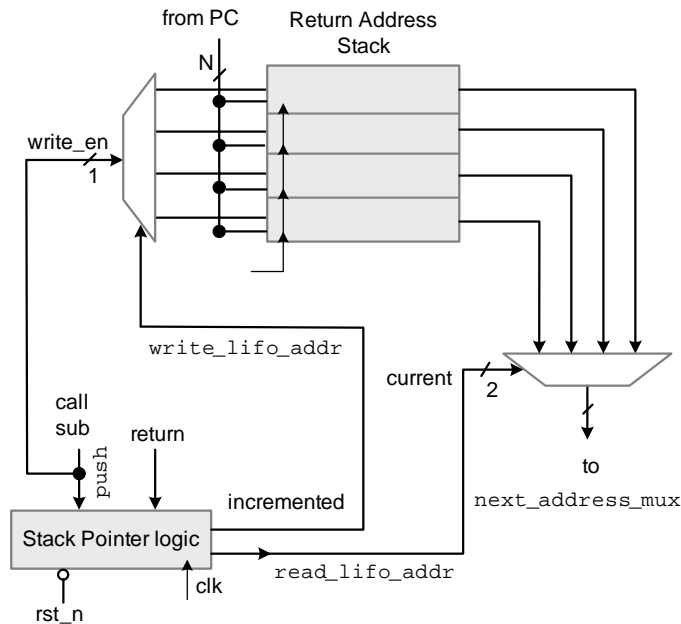 from PC
Return Address
Stack
N
write_en
1
write_lifo_addr
current
2
call
sub
return
push
to
next_address_mux
incremented
Stack Pointer logic
read_lifo_addr
clk
rst_n